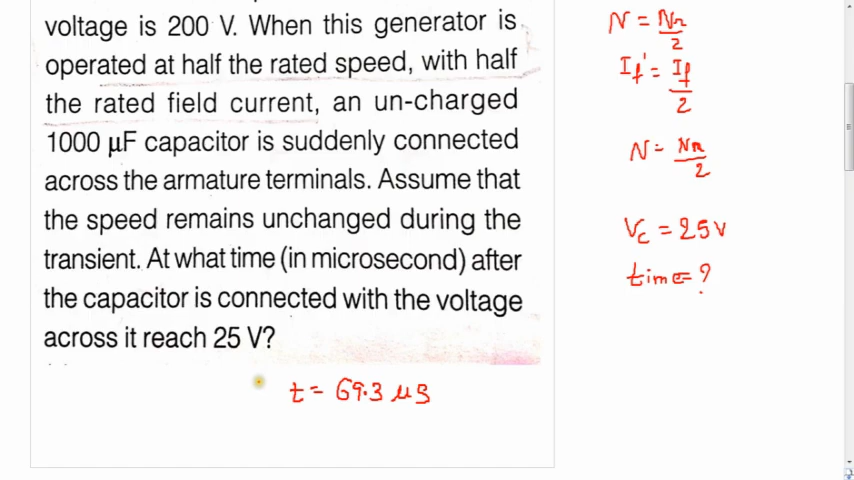 voltage is 200 V. When this generator is
operated at half the rated speed, with half
the rated field current, an un-charged
1000 μF capacitor is suddenly connected
across the armature terminals. Assume that
the speed remains unchanged during the
transient. At what time (in microsecond) after
the capacitor is connected with the voltage
across it reach 25 V?
t = 69.3 μs
N = Nr/2
If' = If/2
N = Nr/2
Vc = 25 V
time = ?